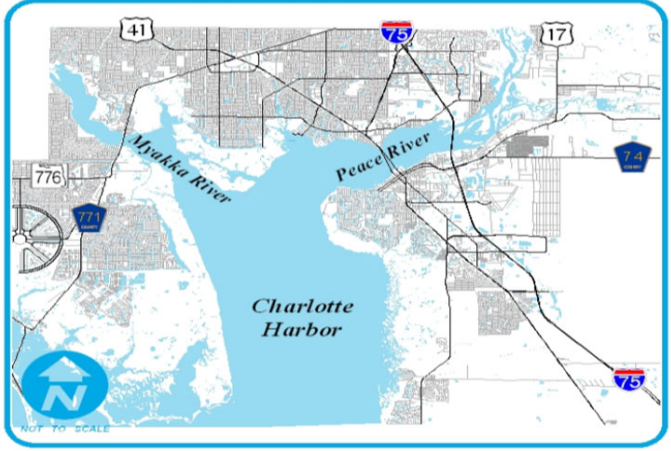 41
75
17
Myakka River
Peace River
74
776
771
Charlotte
Harbor
N
75
NOT TO SCALE